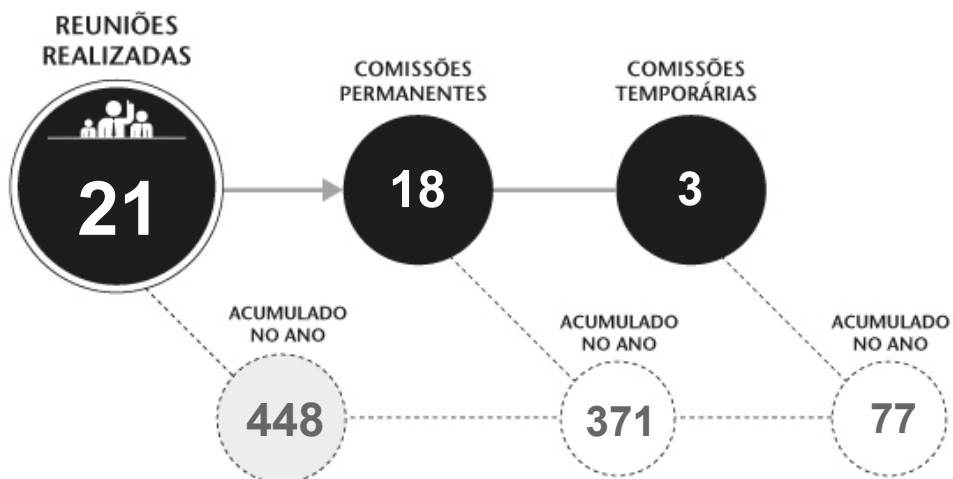 REUNIÕES
REALIZADAS
21
COMISSÕES
PERMANENTES
18
COMISSÕES
TEMPORÁRIAS
3
ACUMULADO
NO ANO
448
ACUMULADO
NO ANO
371
ACUMULADO
NO ANO
77